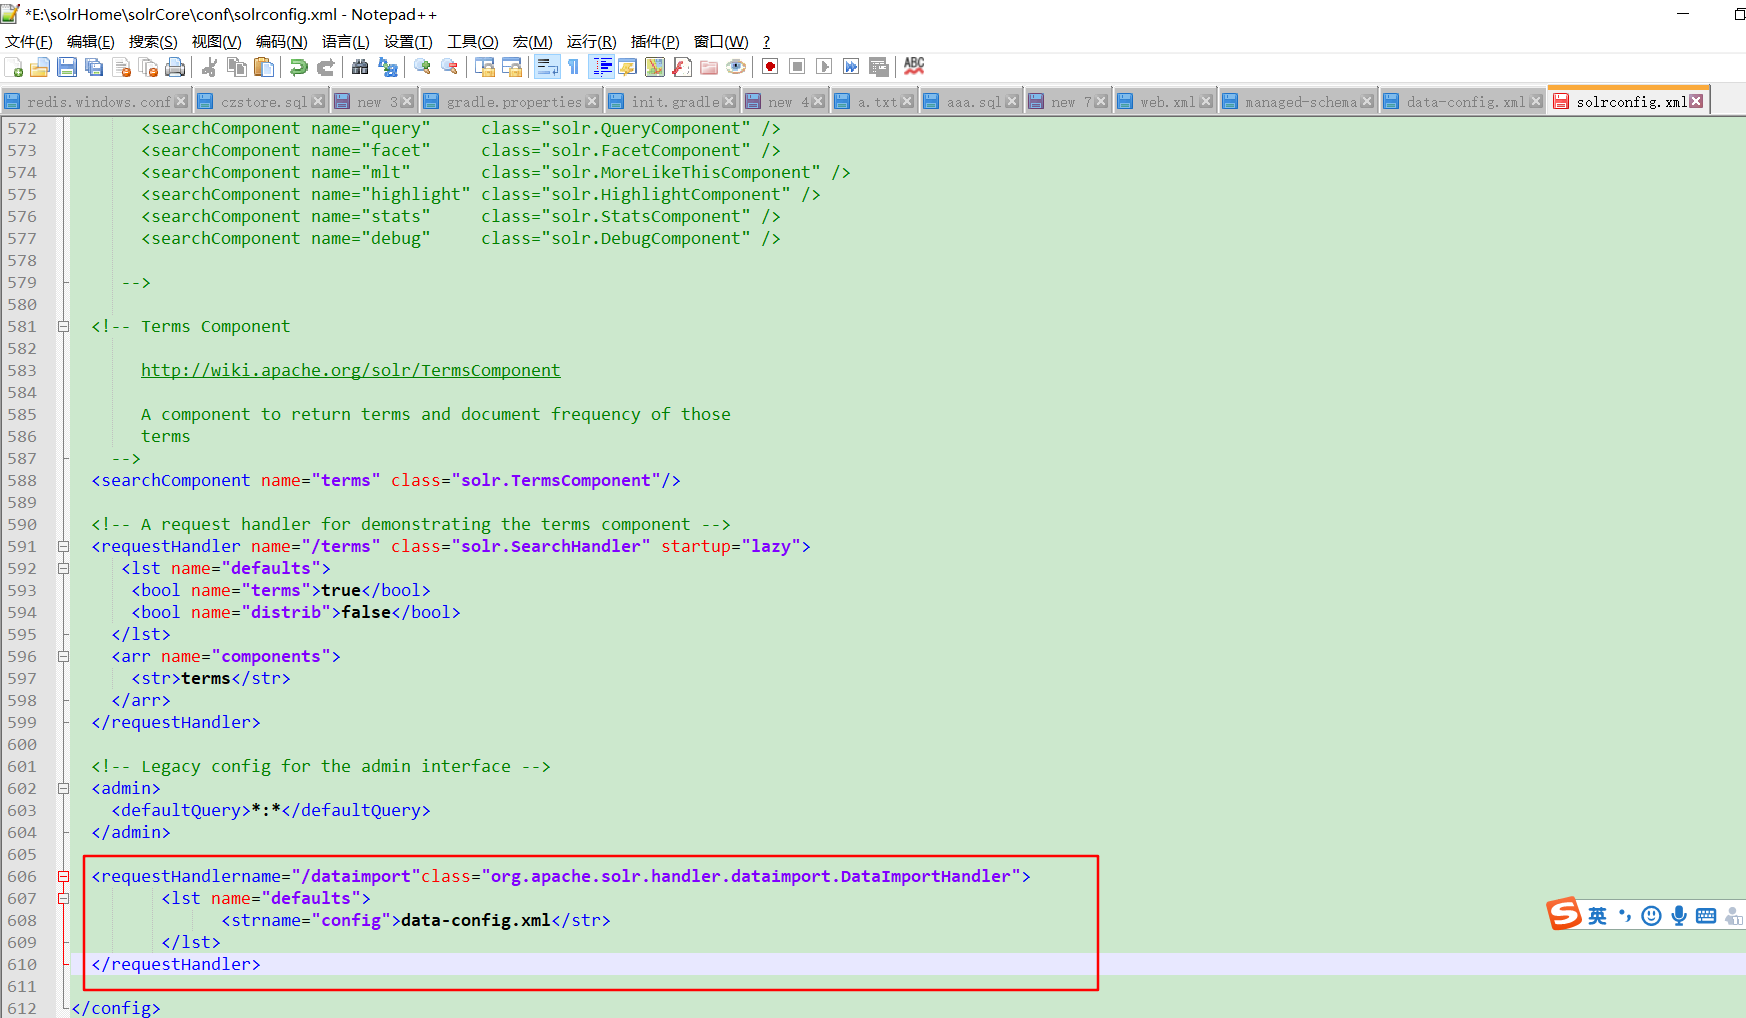 *E:\solrHome\solrCore\conf\solrconfig.xml - Notepad++
文件(F) 编辑(E) 搜索(S) 视图(V) 编码(N) 语言(L) 设置(T) 工具(O) 宏(M) 运行(R) 插件(P) 窗口(W) ?
ABC
redis.windows.conf czstore.sql new 3 gradle.properties init.gradle new 4 a.txt aaa.sql new 7 web.xml managed-schema data-config.xml solrconfig.xml
572 <searchComponent name="query"     class="solr.QueryComponent" />
573 <searchComponent name="facet"     class="solr.FacetComponent" />
574 <searchComponent name="mlt"       class="solr.MoreLikeThisComponent" />
575 <searchComponent name="highlight" class="solr.HighlightComponent" />
576 <searchComponent name="stats"     class="solr.StatsComponent" />
577 <searchComponent name="debug"     class="solr.DebugComponent" />
578
579 -->
580
581 <!-- Terms Component
582
583 http://wiki.apache.org/solr/TermsComponent
584
585 A component to return terms and document frequency of those
586 terms
587 -->
588 <searchComponent name="terms" class="solr.TermsComponent"/>
589
590 <!-- A request handler for demonstrating the terms component -->
591 <requestHandler name="/terms" class="solr.SearchHandler" startup="lazy">
592 <lst name="defaults">
593 <bool name="terms">true</bool>
594 <bool name="distrib">false</bool>
595 </lst>
596 <arr name="components">
597 <str>terms</str>
598 </arr>
599 </requestHandler>
600
601 <!-- Legacy config for the admin interface -->
602 <admin>
603 <defaultQuery>*:*</defaultQuery>
604 </admin>
605
606 <requestHandlername="/dataimport"class="org.apache.solr.handler.dataimport.DataImportHandler">
607 <lst name="defaults">
608 <strname="config">data-config.xml</str>
609 </lst>
610 </requestHandler>
611
612 </config>
S 英